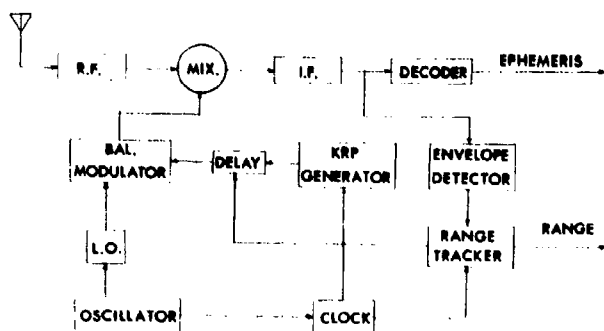 R.F.
MIX.
I.F.
DECODER
EPHEMERIS
BAL.
MODULATOR
DELAY
KRP
GENERATOR
ENVELOPE
DETECTOR
L.O.
RANGE
TRACKER
RANGE
OSCILLATOR
CLOCK